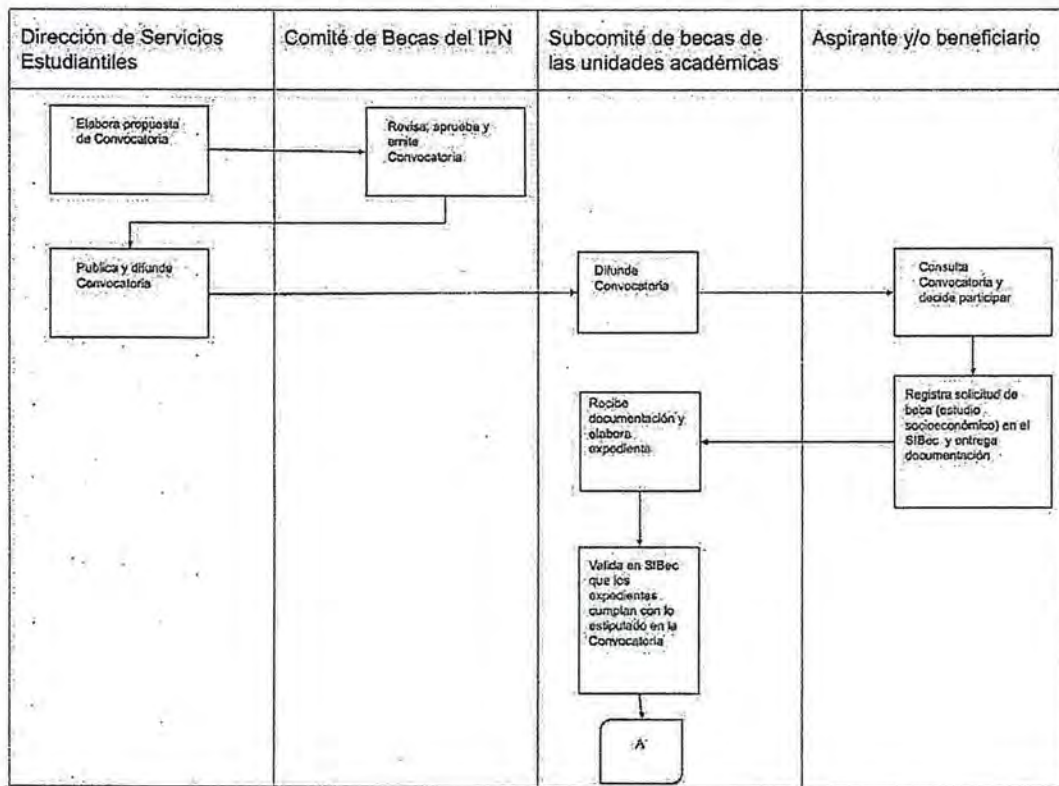 Dirección de Servicios
Estudiantiles
Comité de Becas del IPN
Subcomité de becas de
las unidades académicas
Aspirante y/o beneficiario
Elabora propuesta
de Convocatoria
Revisa, aprueba y
emite
Convocatoria
Publica y difunde
Convocatoria
Difunde
Convocatoria
Consulta
Convocatoria y
decide participar
Registra solicitud de
beca (estudio
socioeconómico) en el
SIBec y entrega
documentación
Recibe
documentación y
elabora
expediente
Valida en SIBec
que los
expedientes
cumplan con lo
estipulado en la
Convocatoria
A